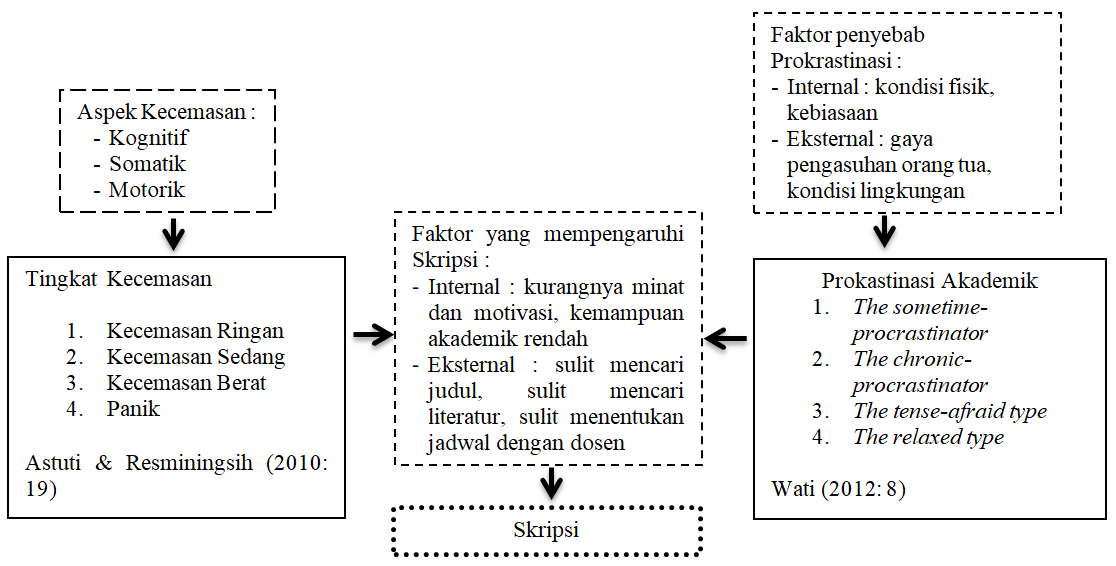 Aspek Kecemasan :
- Kognitif
- Somatik
- Motorik
Tingkat Kecemasan
1. Kecemasan Ringan
2. Kecemasan Sedang
3. Kecemasan Berat
4. Panik
Astuti & Resminingsih (2010:
19)
Faktor yang mempengaruhi
Skripsi :
- Internal : kurangnya minat
dan motivasi, kemampuan
akademik rendah
- Eksternal : sulit mencari
judul, sulit mencari
literatur, sulit menentukan
jadwal dengan dosen
Skripsi
Faktor penyebab
Prokrastinasi :
- Internal : kondisi fisik,
kebiasaan
- Eksternal : gaya
pengasuhan orang tua,
kondisi lingkungan
Prokastinasi Akademik
1. The sometime-
procrastinator
2. The chronic-
procrastinator
3. The tense-afraid type
4. The relaxed type
Wati (2012: 8)